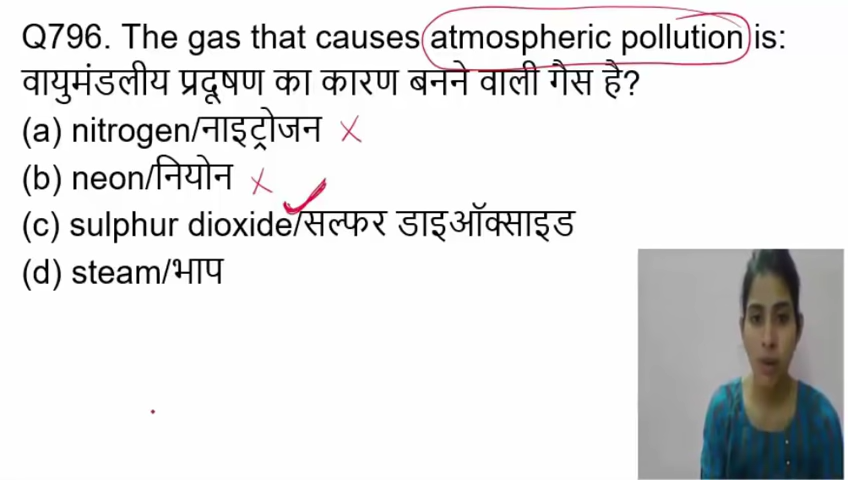 Q796. The gas that causes atmospheric pollution is:
वायुमंडलीय प्रदूषण का कारण बनने वाली गैस है?
(a) nitrogen/नाइट्रोजन
(b) neon/नियोन
(c) sulphur dioxide/सल्फर डाइऑक्साइड
(d) steam/भाप